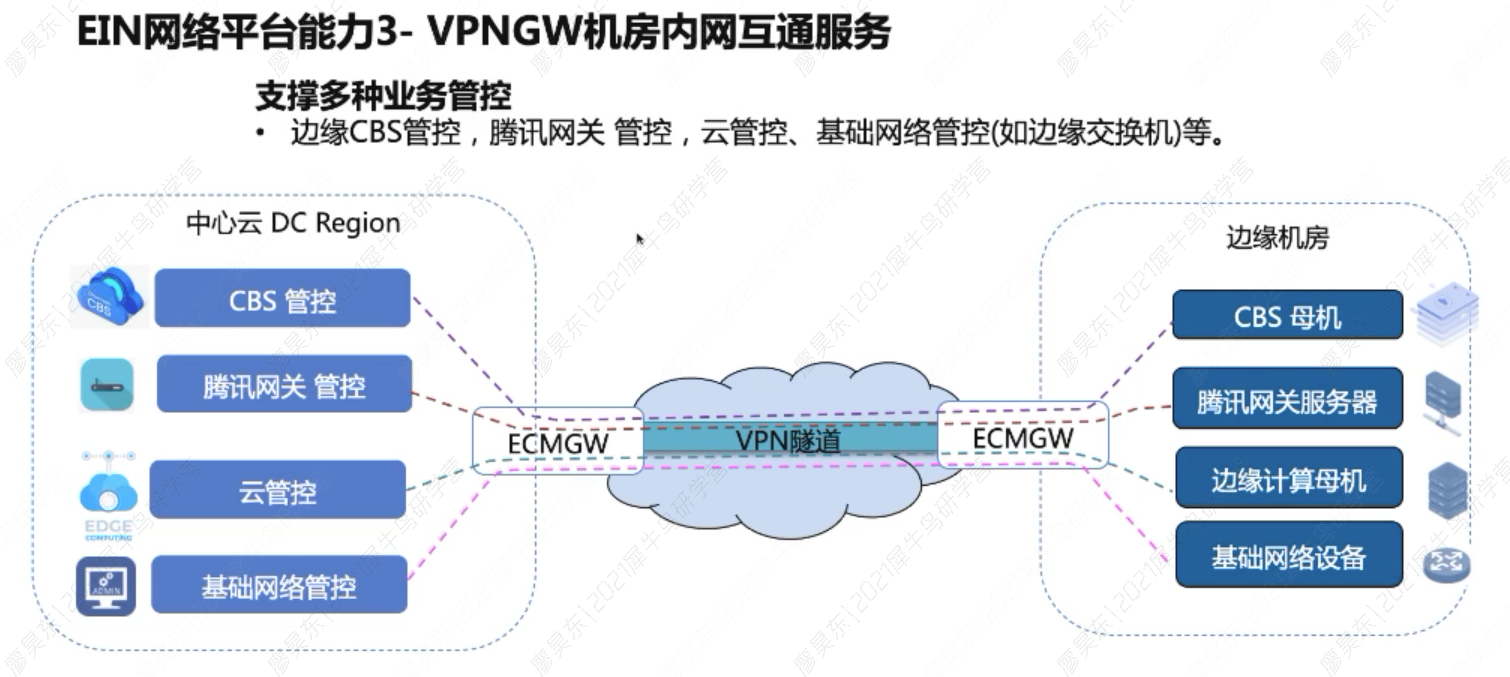 EIN网络平台能力3- VPNGW机房内网互通服务
支撑多种业务管控
• 边缘CBS管控，腾讯网关 管控，云管控、基础网络管控(如边缘交换机)等。
中心云 DC Region
边缘机房
CBS
CBS 管控
CBS 母机
腾讯网关 管控
腾讯网关服务器
ECMGW
VPN隧道
ECMGW
云管控
边缘计算母机
EDGE
COMPUTING
基础网络管控
基础网络设备
ADMIN
廖昊东|2021犀牛鸟研学营